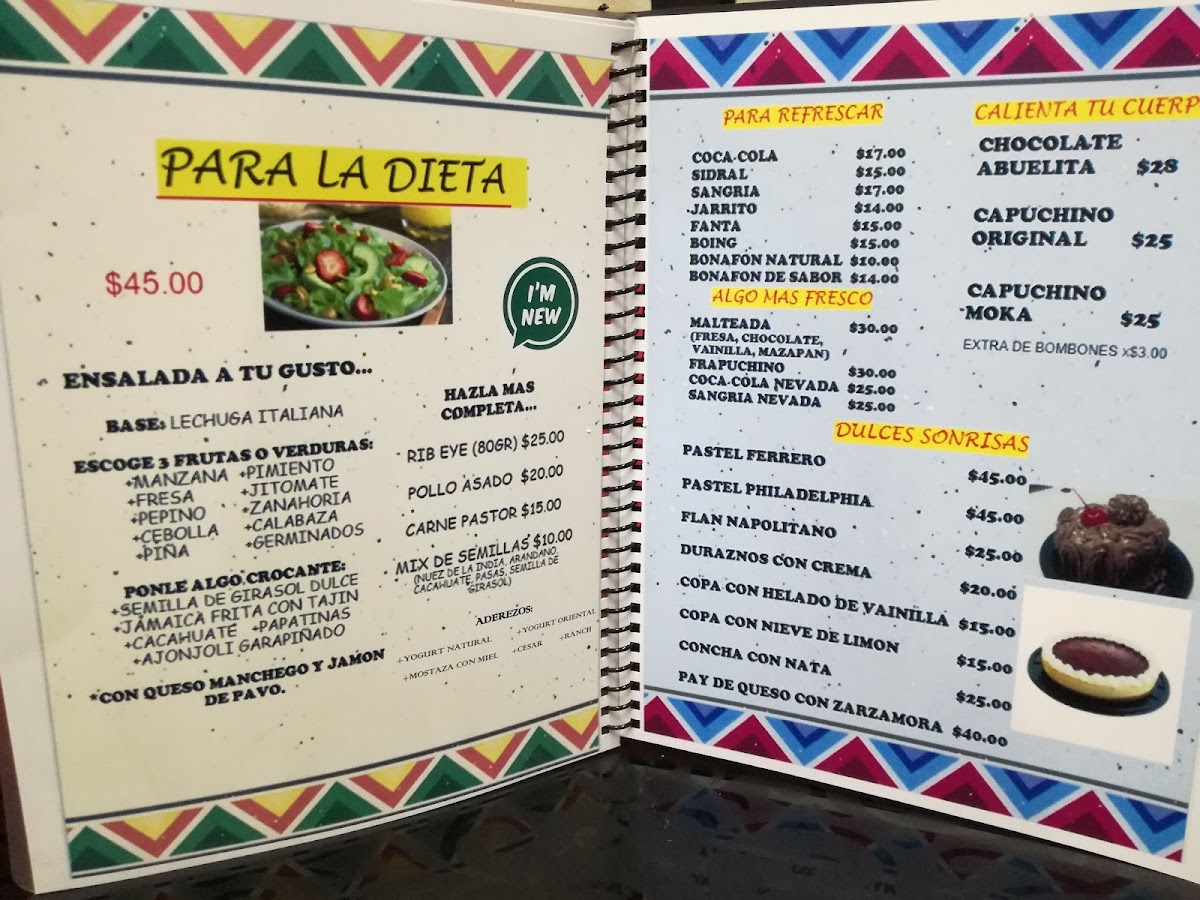 PARA LA DIETA
$45.00
I'M
NEW
ENSALADA A TU GUSTO...
BASE: LECHUGA ITALIANA
ESCOGE 3 FRUTAS O VERDURAS:
+MANZANA +PIMIENTO
+FRESA +JITOMATE
+PEPINO +ZANAHORIA
+CEBOLLA +CALABAZA
+PIÑA +GERMINADOS
PONLE ALGO CROCANTE:
+SEMILLA DE GIRASOL DULCE
+JAMAICA FRITA CON TAJIN
+CACAHUATE +PAPATINAS
+AJONJOLI GARAPIÑADO
*CON QUESO MANCHEGO Y JAMON
DE PAVO.
HAZLA MAS
COMPLETA...
RIB EYE (80GR) $25.00
POLLO ASADO $20.00
CARNE PASTOR $15.00
MIX DE SEMILLAS $10.00
(NUEZ DE LA INDIA, ARANDANO,
CACAHUATE, PASAS, SEMILLA DE
GIRASOL)
ADEREZOS:
+YOGURT NATURAL +YOGURT ORIENTAL
+MOSTAZA CON MIEL +CESAR +RANCH
PARA REFRESCAR
COCA-COLA $17.00
SIDRAL $15.00
SANGRIA $17.00
JARRITO $14.00
FANTA $15.00
BOING $15.00
BONAFON NATURAL $10.00
BONAFON DE SABOR $14.00
ALGO MAS FRESCO
MALTEADA $30.00
(FRESA, CHOCOLATE,
VAINILLA, MAZAPAN)
FRAPUCHINO $30.00
COCA-COLA NEVADA $25.00
SANGRIA NEVADA $25.00
CALIENTA TU CUERP
CHOCOLATE
ABUELITA $28
CAPUCHINO
ORIGINAL $25
CAPUCHINO
MOKA $25
EXTRA DE BOMBONES x$3.00
DULCES SONRISAS
PASTEL FERRERO $45.00
PASTEL PHILADELPHIA $45.00
FLAN NAPOLITANO $25.00
DURAZNOS CON CREMA $20.00
COPA CON HELADO DE VAINILLA $15.00
COPA CON NIEVE DE LIMON $15.00
CONCHA CON NATA $25.00
PAY DE QUESO CON ZARZAMORA $40.00